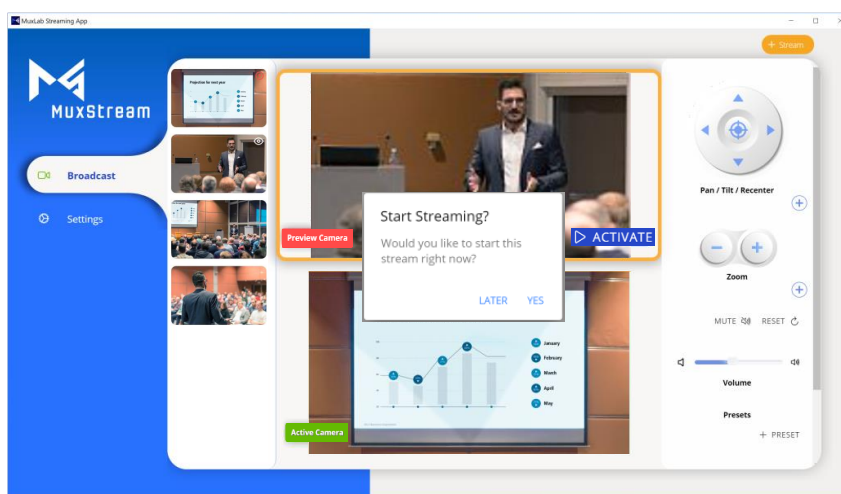 MuxLab Streaming App
+ Stream
MuxStream
Broadcast
Settings
Projection for next year
Preview Camera
ACTIVATE
Start Streaming?
Would you like to start this
stream right now?
LATER YES
January
February
March
April
May
Active Camera
Pan / Tilt / Recenter
Zoom
MUTE RESET
Volume
Presets
+ PRESET